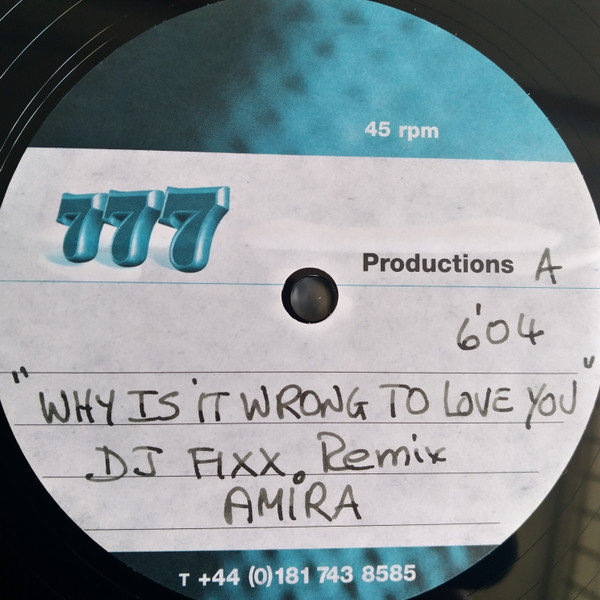 45 rpm
777
Productions A
6'04
"WHY IS IT WRONG TO LOVE YOU"
DJ FIXX. Remix
AMIRA
T +44 (0)181 743 8585